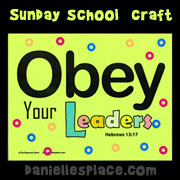 Sunday School Craft
Obey
Your Leaders
Hebrews 13:17
daniellesplace.com